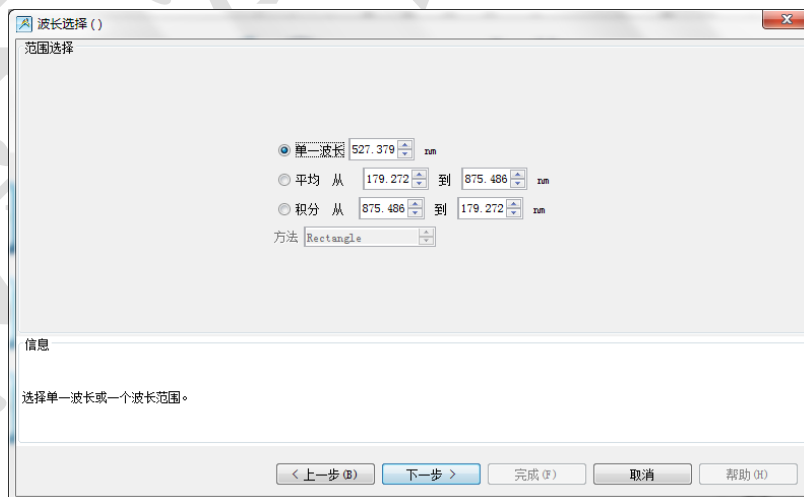 波长选择 ()
范围选择
单一波长 527.379 nm
平均 从 179.272 到 875.486 nm
积分 从 875.486 到 179.272 nm
方法 Rectangle
信息
选择单一波长或一个波长范围。
< 上一步(B) 下一步 > 完成(F) 取消 帮助(H)